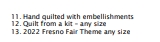 11. Hand quilted with embellishments
12. Quilt from a kit - any size
13. 2022 Fresno Fair Theme any size